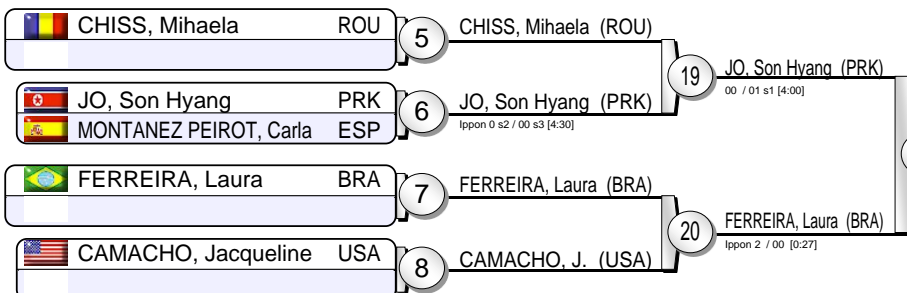 CHISS, Mihaela ROU
5
CHISS, Mihaela (ROU)
19
JO, Son Hyang (PRK)
00 / 01 s1 [4:00]
JO, Son Hyang PRK
6
JO, Son Hyang (PRK)
MONTANEZ PEIROT, Carla ESP
Ippon 0 s2 / 00 s3 [4:30]
FERREIRA, Laura BRA
7
FERREIRA, Laura (BRA)
20
FERREIRA, Laura (BRA)
Ippon 2 / 00 [0:27]
CAMACHO, Jacqueline USA
8
CAMACHO, J. (USA)